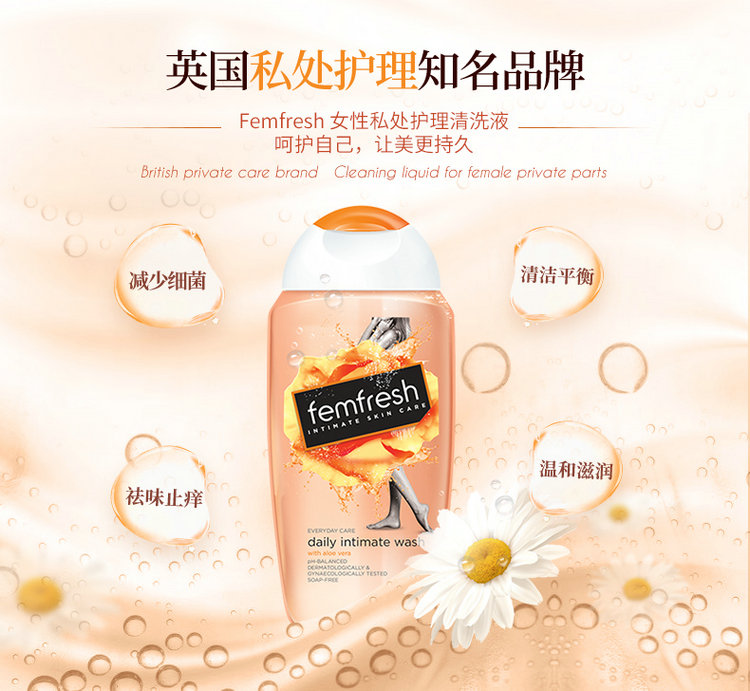 英国私处护理知名品牌
Femfresh 女性私处护理清洗液
呵护自己，让美更持久
British private care brand Cleaning liquid for female private parts
减少细菌
清洁平衡
femfresh
INTIMATE SKIN CARE
祛味止痒
温和滋润
EVERYDAY CARE
daily intimate wash
with aloe vera
pH-BALANCED
DERMATOLOGICALLY &
GYNAECOLOGICALLY TESTED
SOAP-FREE